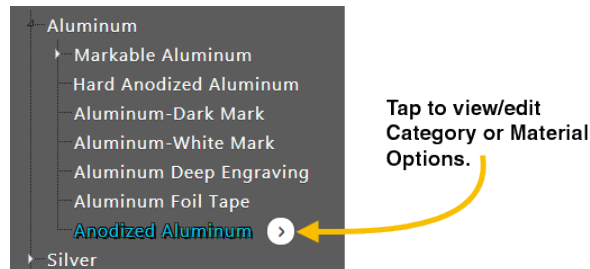 Aluminum
Markable Aluminum
Hard Anodized Aluminum
Aluminum-Dark Mark
Aluminum-White Mark
Aluminum Deep Engraving
Aluminum Foil Tape
Anodized Aluminum
Silver
Tap to view/edit
Category or Material
Options.